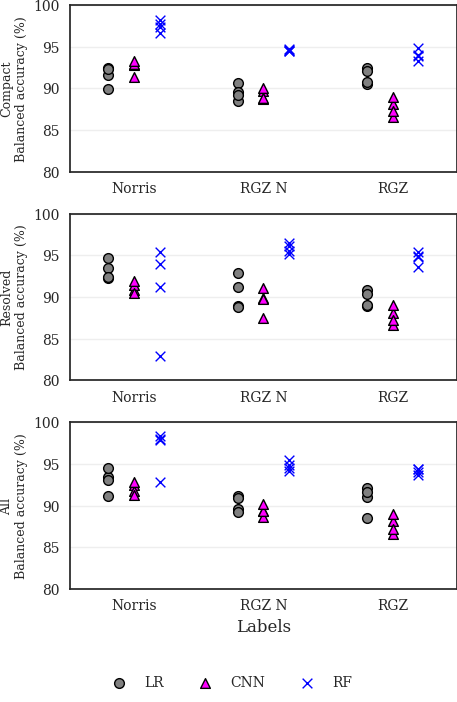 Compact
Balanced accuracy (%)
100
95
90
85
80
Norris RGZ N RGZ
Resolved
Balanced accuracy (%)
100
95
90
85
80
Norris RGZ N RGZ
All
Balanced accuracy (%)
100
95
90
85
80
Norris RGZ N RGZ
Labels
LR CNN RF